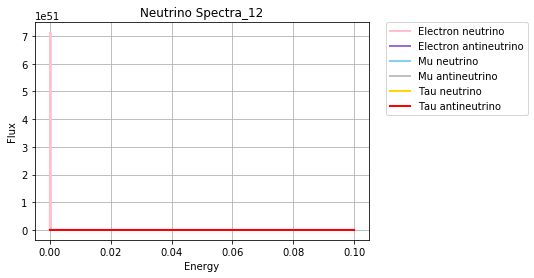 Neutrino Spectra_12
1e51
7
6
5
4
3
2
1
0
Flux
0.00 0.02 0.04 0.06 0.08 0.10
Energy
Electron neutrino
Electron antineutrino
Mu neutrino
Mu antineutrino
Tau neutrino
Tau antineutrino